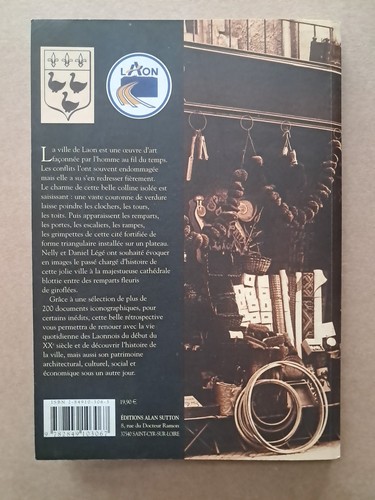 LAON
La ville de Laon est une œuvre d'art
façonnée par l'homme au fil du temps.
Les conflits l'ont souvent endommagée
mais elle a su s'en redresser fièrement.
Le charme de cette belle colline isolée est
saisissant : une vaste couronne de verdure
laisse poindre les clochers, les tours,
les toits. Puis apparaissent les remparts,
les portes, les escaliers, les rampes,
les grimpettes de cette cité fortifiée de
forme triangulaire installée sur un plateau.
Nelly et Daniel Légé ont souhaité évoquer
en images le passé chargé d'histoire de
cette jolie ville à la majestueuse cathédrale
blottie entre des remparts fleuris
de giroflées.
Grâce à une sélection de plus de
200 documents iconographiques, pour
certains inédits, cette belle rétrospective
vous permettra de renouer avec la vie
quotidienne des Laonnois du début du
XXe siècle et de découvrir l'histoire de
la ville, mais aussi son patrimoine
architectural, culturel, social et
économique sous un autre jour.
19,90 €
ÉDITIONS ALAN SUTTON
8, rue du Docteur Ramon
37540 SAINT-CYR-SUR-LOIRE
9 782849 103067